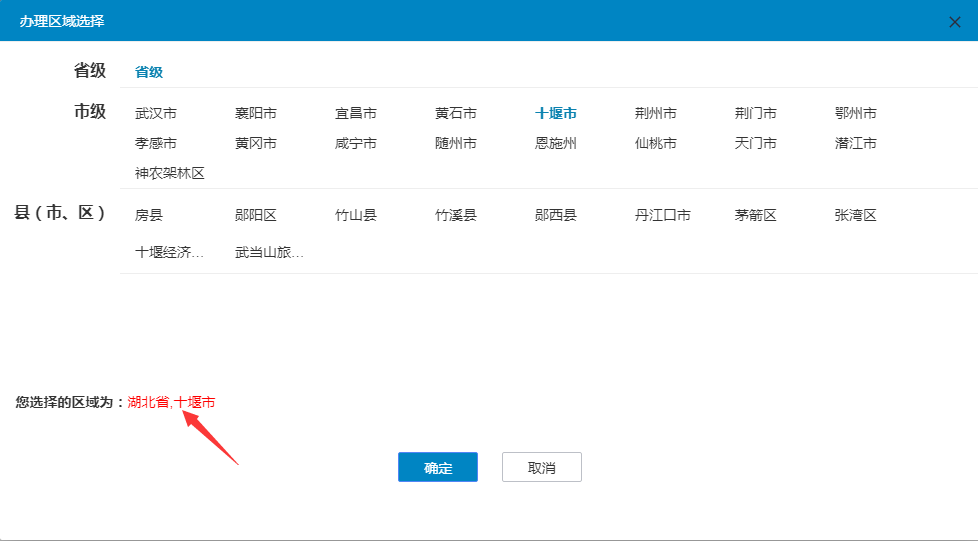 办理区域选择
省级 省级
市级 武汉市 襄阳市 宜昌市 黄石市 十堰市 荆州市 荆门市 鄂州市
孝感市 黄冈市 咸宁市 随州市 恩施州 仙桃市 天门市 潜江市
神农架林区
县（市、区） 房县 郧阳区 竹山县 竹溪县 郧西县 丹江口市 茅箭区 张湾区
十堰经济... 武当山旅...
您选择的区域为：湖北省,十堰市
确定 取消